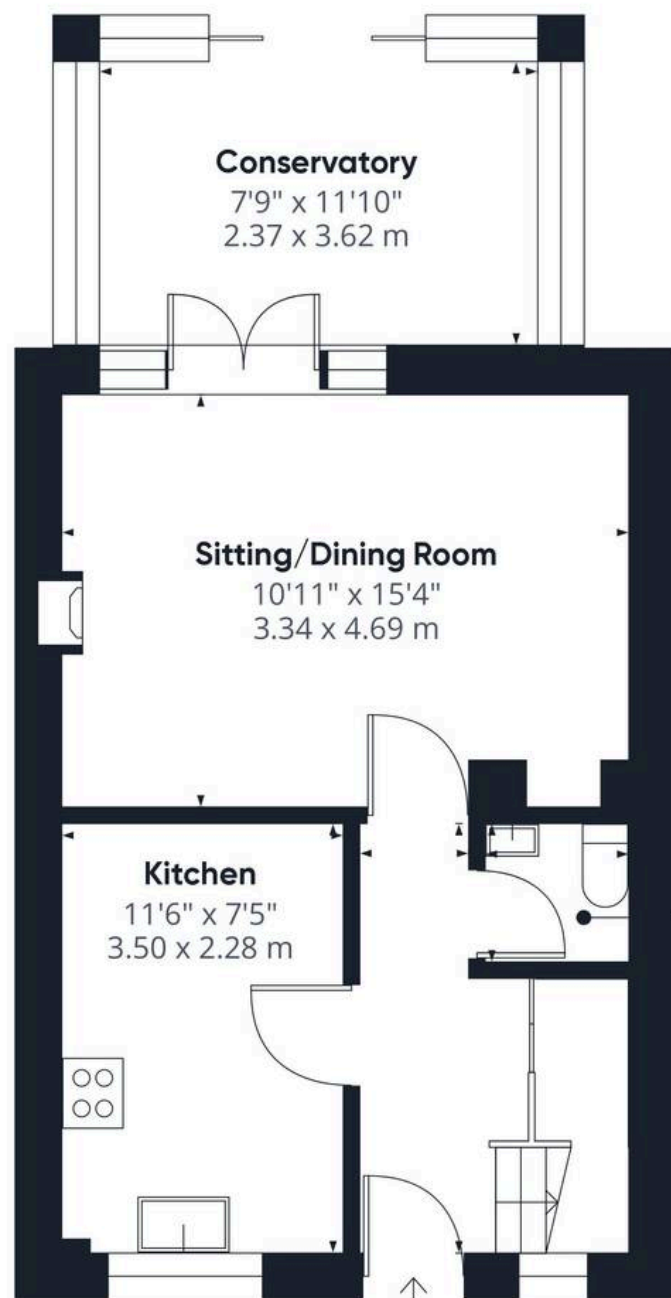 Conservatory
7'9" x 11'10"
2.37 x 3.62 m
Sitting/Dining Room
10'11" x 15'4"
3.34 x 4.69 m
Kitchen
11'6" x 7'5"
3.50 x 2.28 m